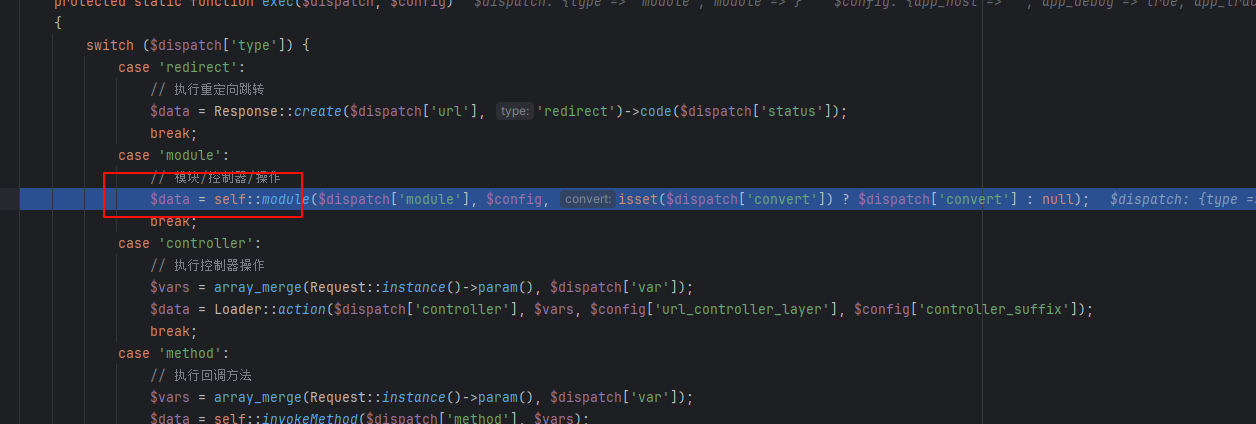 protected static function exec($dispatch, $config)   $dispatch: {type => "module", module => }   $config: {app_host => "", app_debug => true, app_trac
{
switch ($dispatch['type']) {
case 'redirect':
// 执行重定向跳转
$data = Response::create($dispatch['url'], type: 'redirect')->code($dispatch['status']);
break;
case 'module':
// 模块/控制器/操作
$data = self::module($dispatch['module'], $config, convert: isset($dispatch['convert']) ? $dispatch['convert'] : null);   $dispatch: {type =>
break;
case 'controller':
// 执行控制器操作
$vars = array_merge(Request::instance()->param(), $dispatch['var']);
$data = Loader::action($dispatch['controller'], $vars, $config['url_controller_layer'], $config['controller_suffix']);
break;
case 'method':
// 执行回调方法
$vars = array_merge(Request::instance()->param(), $dispatch['var']);
$data = self::invokeMethod($dispatch['method'], $vars);